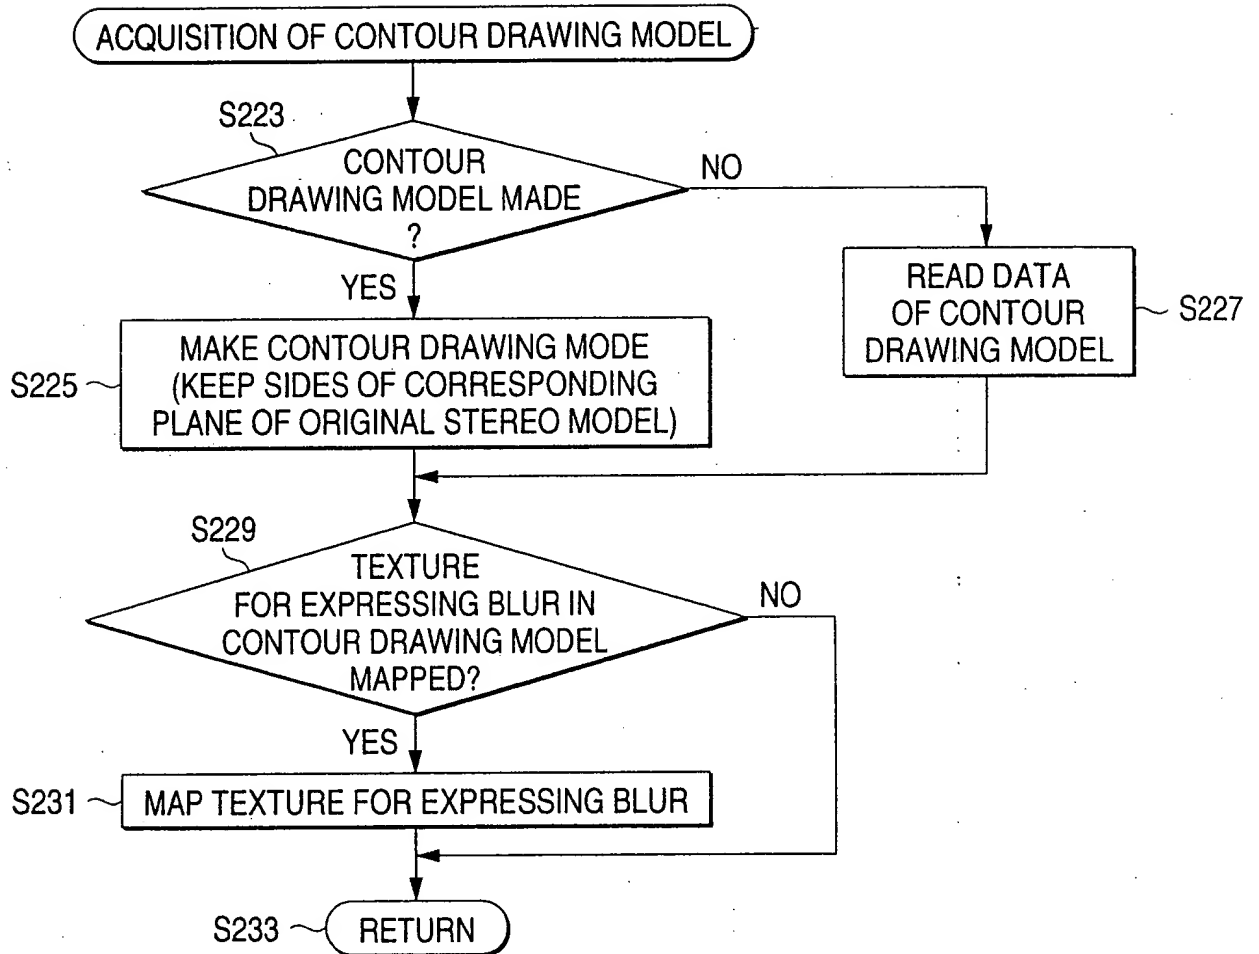 ACQUISITION OF CONTOUR DRAWING MODEL
S223
CONTOUR
DRAWING MODEL MADE
?
NO
YES
READ DATA
OF CONTOUR
DRAWING MODEL
S227
S225
MAKE CONTOUR DRAWING MODE
(KEEP SIDES OF CORRESPONDING
PLANE OF ORIGINAL STEREO MODEL)
S229
TEXTURE
FOR EXPRESSING BLUR IN
CONTOUR DRAWING MODEL
MAPPED?
NO
YES
S231
MAP TEXTURE FOR EXPRESSING BLUR
S233
RETURN